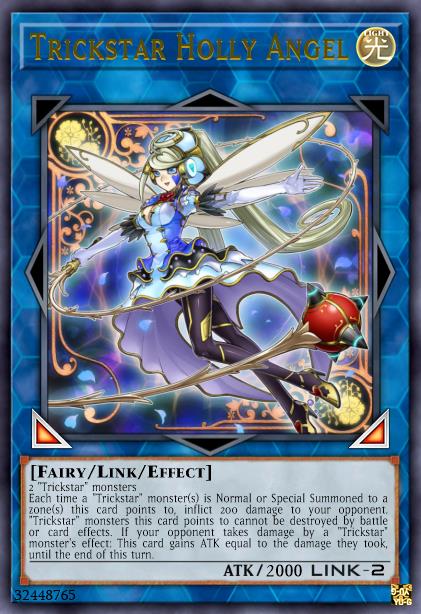 Trickstar Holly Angel
LIGHT
光
[Fairy/Link/Effect]
2 "Trickstar" monsters
Each time a "Trickstar" monster(s) is Normal or Special Summoned to a
zone(s) this card points to, inflict 200 damage to your opponent.
"Trickstar" monsters this card points to cannot be destroyed by battle
or card effects. If your opponent takes damage by a "Trickstar"
monster's effect: This card gains ATK equal to the damage they took,
until the end of this turn.
ATK/2000 LINK-2
32448765